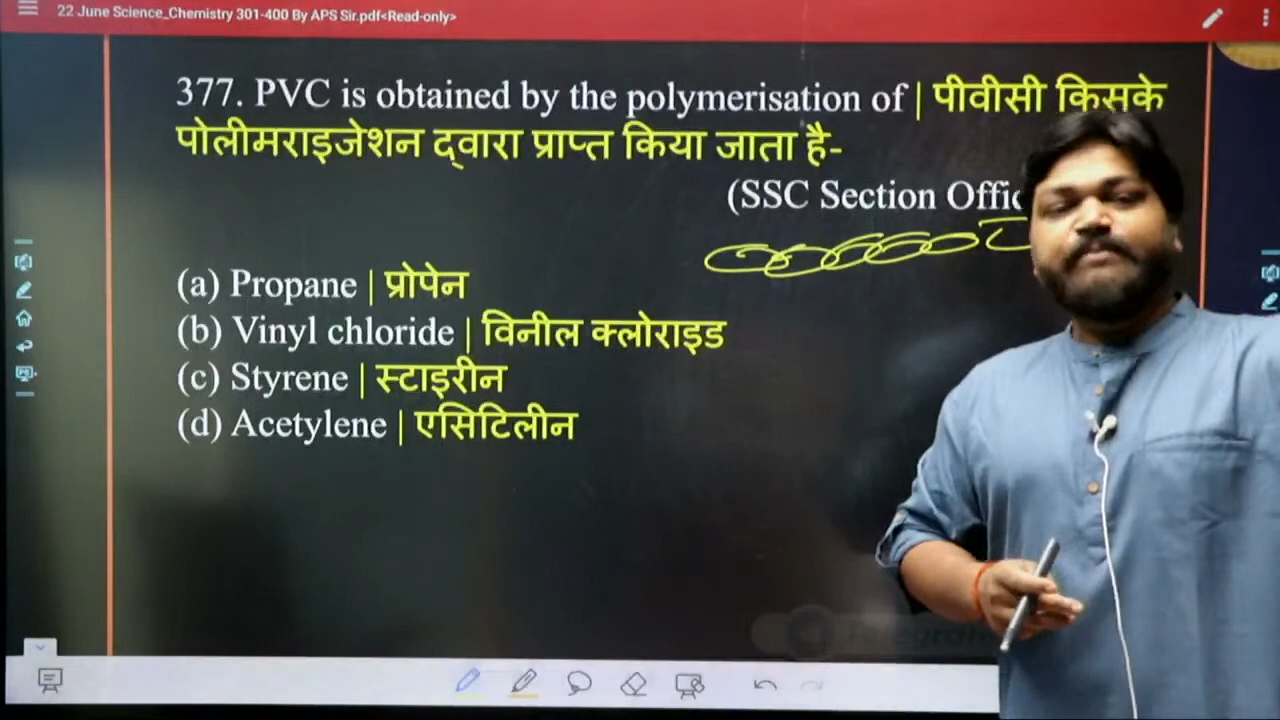 22 June Science_Chemistry 301-400 By APS Sir.pdf<Read-only>
377. PVC is obtained by the polymerisation of | पीवीसी किसके
पोलीमराइजेशन द्वारा प्राप्त किया जाता है-
(SSC Section Offic
(a) Propane | प्रोपेन
(b) Vinyl chloride | विनील क्लोराइड
(c) Styrene | स्टाइरीन
(d) Acetylene | एसिटिलीन